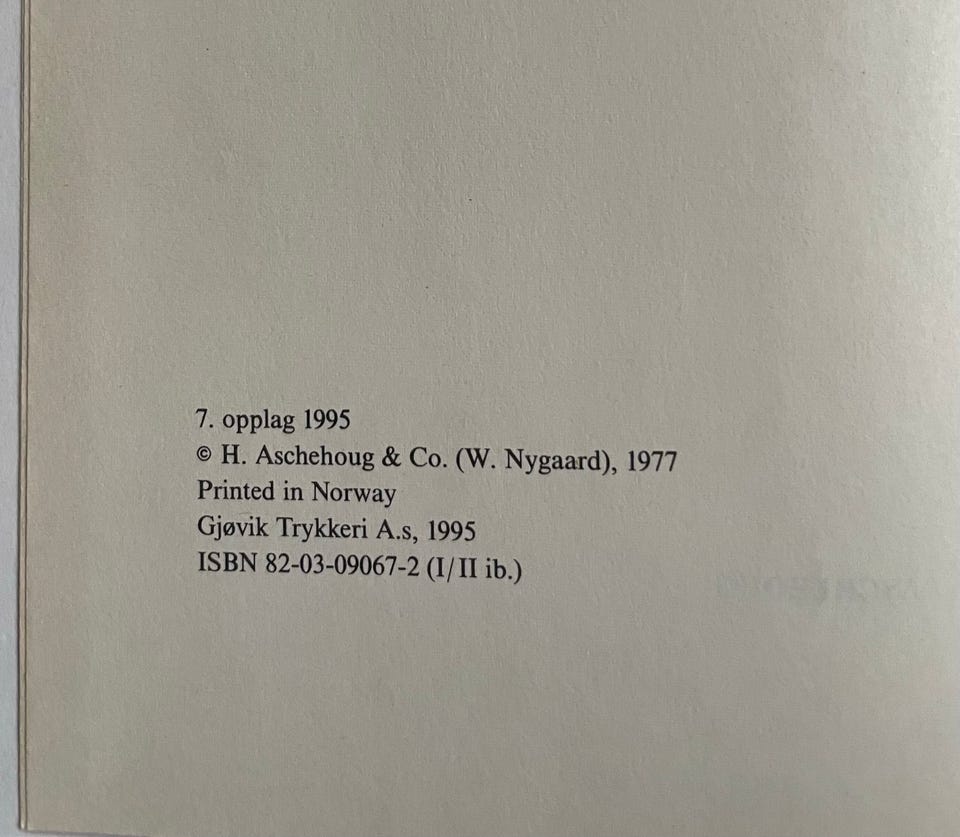 7. opplag 1995
© H. Aschehoug & Co. (W. Nygaard), 1977
Printed in Norway
Gjøvik Trykkeri A.s, 1995
ISBN 82-03-09067-2 (I/II ib.)